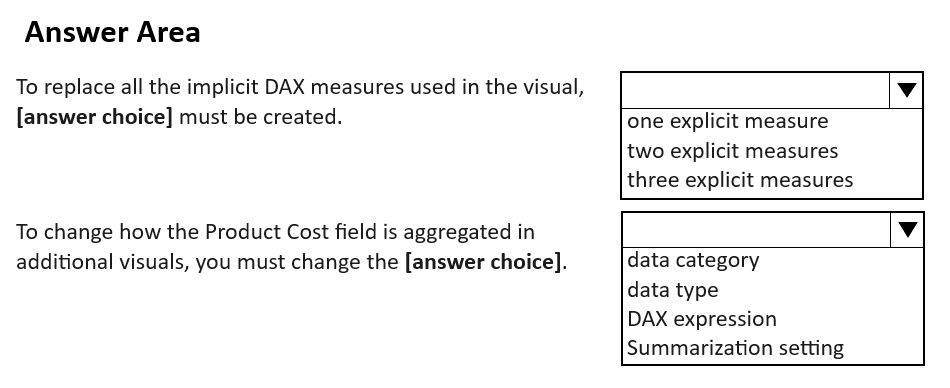 Answer Area
To replace all the implicit DAX measures used in the visual,
[answer choice] must be created.
one explicit measure
two explicit measures
three explicit measures
To change how the Product Cost field is aggregated in
additional visuals, you must change the [answer choice].
data category
data type
DAX expression
Summarization setting